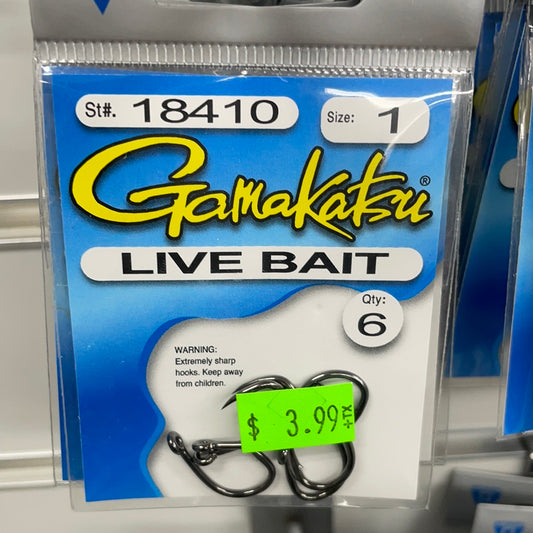 St#. 18410
Size: 1
Gamakatsu®
LIVE BAIT
Qty:
6
WARNING:
Extremely sharp
hooks. Keep away
from children.
$ 3.99 +TX